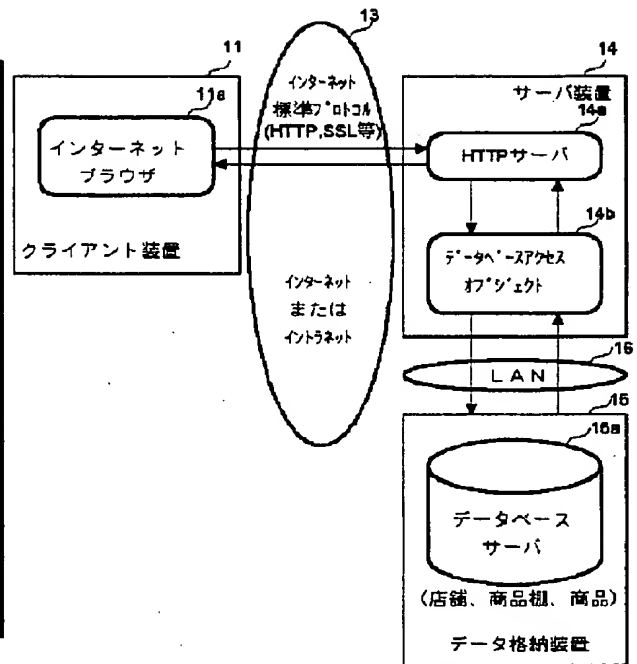 11
11a
インターネット
ブラウザ
クライアント装置
13
インターネット
標準プロトコル
(HTTP,SSL等)
インターネット
または
イントラネット
14
サーバ装置
14a
HTTPサーバ
14b
データベースアクセス
オブジェクト
16
LAN
15
15a
データベース
サーバ
(店舗、商品棚、商品)
データ格納装置